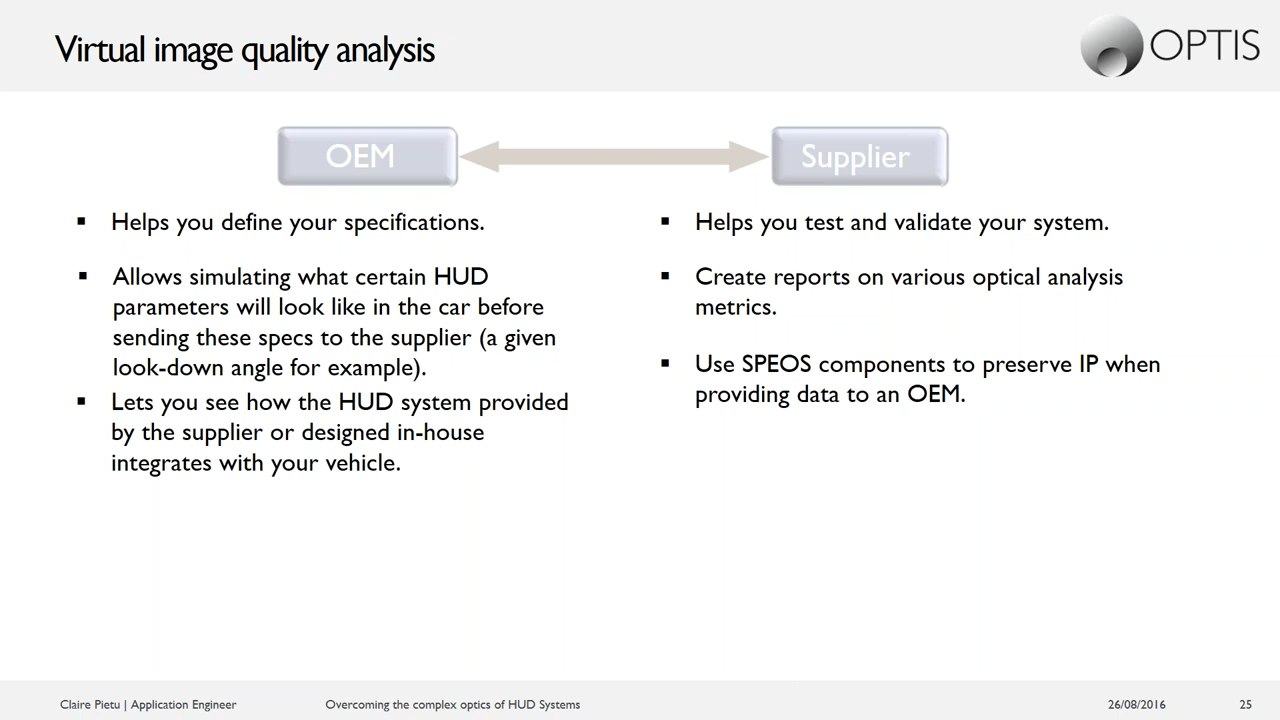 Virtual image quality analysis
OPTIS
OEM
Supplier
▪ Helps you define your specifications.
▪ Allows simulating what certain HUD
parameters will look like in the car before
sending these specs to the supplier (a given
look-down angle for example).
▪ Lets you see how the HUD system provided
by the supplier or designed in-house
integrates with your vehicle.
▪ Helps you test and validate your system.
▪ Create reports on various optical analysis
metrics.
▪ Use SPEOS components to preserve IP when
providing data to an OEM.
Claire Pietu | Application Engineer
Overcoming the complex optics of HUD Systems
26/08/2016
25